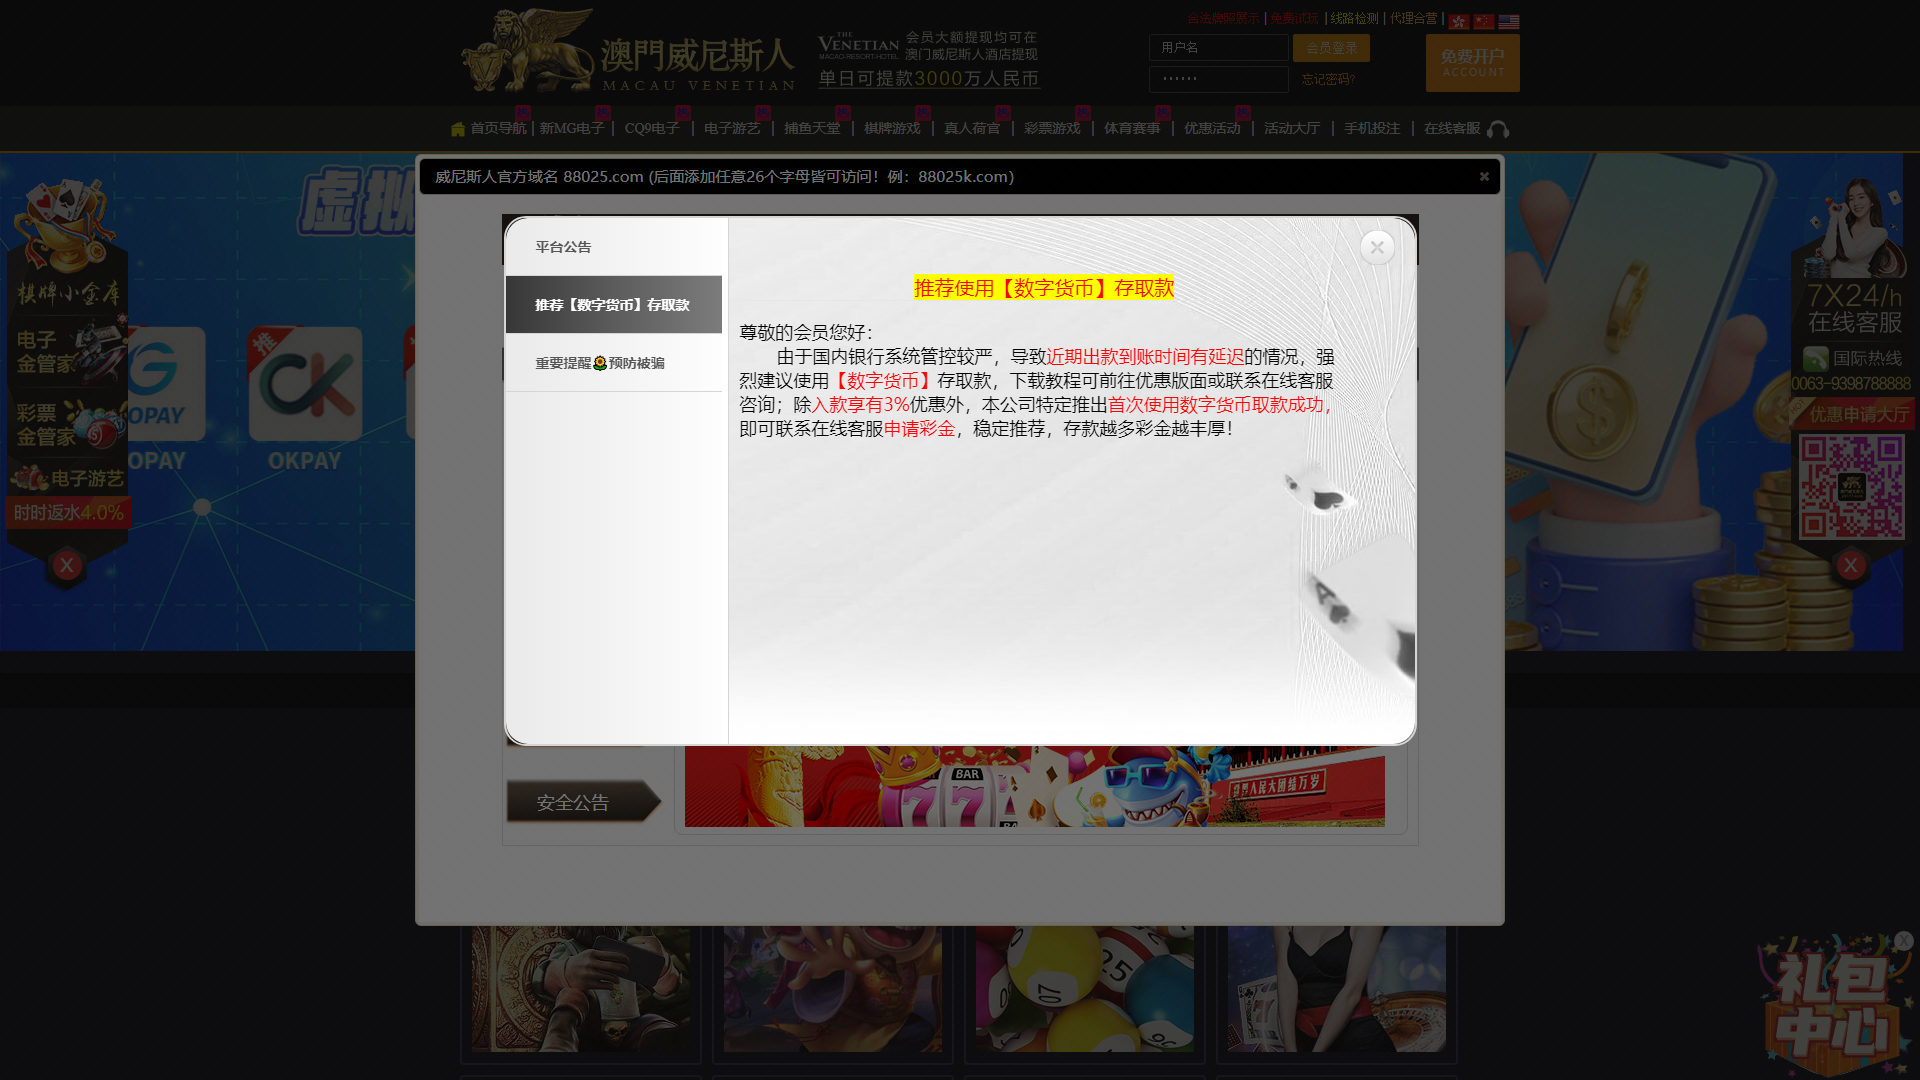 合法牌照展示 | 免费试玩 | 线路检测 | 代理合营 |
澳門威尼斯人
MACAU VENETIAN
THE
VENETIAN
MACAO-RESORT-HOTEL
会员大额提现均可在
澳门威尼斯人酒店提现
单日可提款3000万人民币
用户名
会员登录
忘记密码?
免费开户
ACCOUNT
首页导航 | 新MG电子 | CQ9电子 | 电子游艺 | 捕鱼天堂 | 棋牌游戏 | 真人荷官 | 彩票游戏 | 体育赛事 | 优惠活动 | 活动大厅 | 手机投注 | 在线客服
威尼斯人官方域名 88025.com (后面添加任意26个字母皆可访问！例：88025k.com)
虚拟
平台公告
推荐【数字货币】存取款
重要提醒🌻预防被骗
推荐使用【数字货币】存取款
尊敬的会员您好：
由于国内银行系统管控较严，导致近期出款到账时间有延迟的情况，强
烈建议使用【数字货币】存取款，下载教程可前往优惠版面或联系在线客服
咨询；除入款享有3%优惠外，本公司特定推出首次使用数字货币取款成功，
即可联系在线客服申请彩金，稳定推荐，存款越多彩金越丰厚！
棋牌小金库
电子
金管家
彩票
金管家
电子游艺
时时返水4.0%
X
OPAY
OPAY
推
OKPAY
7X24/h
在线客服
国际热线
0063-9398788888
优惠申请大厅
X
安全公告
BAR
77
世界人民大团结万岁
07
25
X
礼包
中心